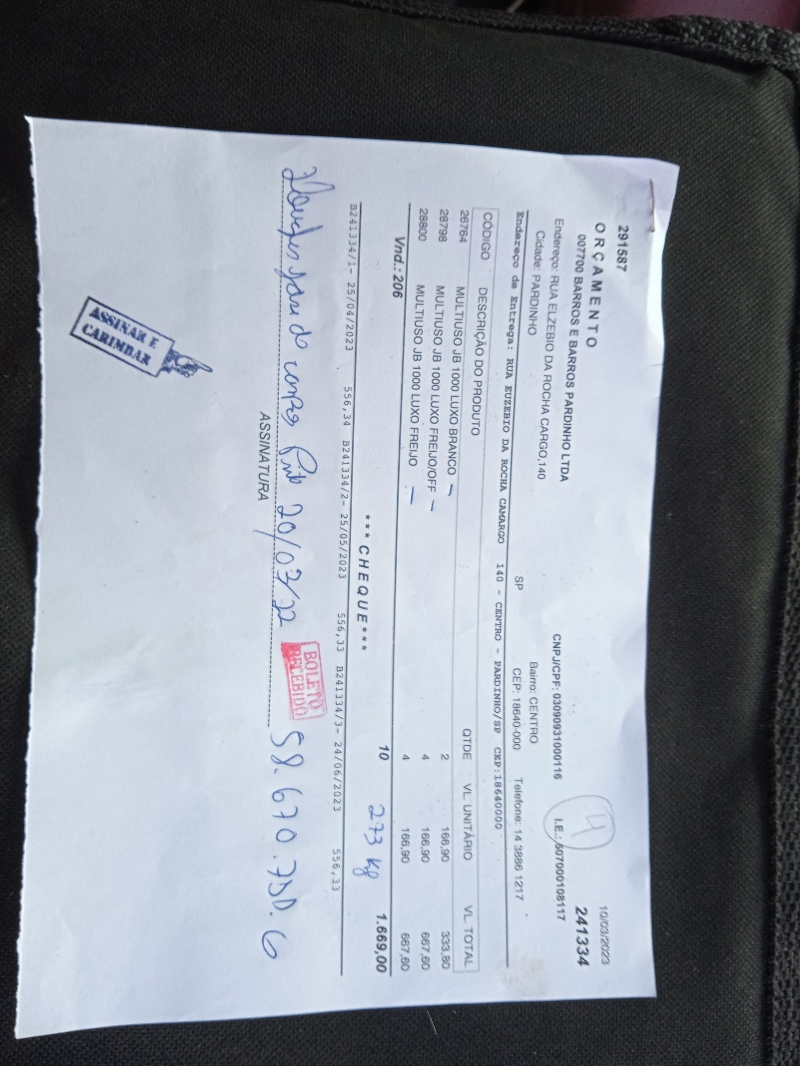 291587
10/03/2023
ORÇAMENTO
241334
007700 BARROS E BARROS PARDINHO LTDA
CNPJ/CPF: 03090931000116
I.E.: 507000108117
4
Endereço: RUA ELZEBIO DA ROCHA CARGO,140
Bairro: CENTRO
Cidade: PARDINHO
SP
CEP: 18640-000
Telefone: 14 3886 1217
Endereço de Entrega: RUA EUZEBIO DA ROCHA CAMARGO 140 - CENTRO - PARDINHO/SP CEP:18640000
CÓDIGO DESCRIÇÃO DO PRODUTO QTDE VL. UNITÁRIO VL. TOTAL
26764 MULTIUSO JB 1000 LUXO BRANCO 2 166,90 333,80
28798 MULTIUSO JB 1000 LUXO FREIJO/OFF 4 166,90 667,60
28800 MULTIUSO JB 1000 LUXO FREIJO 4 166,90 667,60
Vnd.: 206 10 273 kg 1.669,00
*** CHEQUE ***
B241334/1- 25/04/2023 556,34 B241334/2- 25/05/2023 556,33 B241334/3- 24/06/2023 556,33
20/03/22 58.670.750.6
BOLETO RECEBIDO
ASSINATURA
ASSINAR E
CARIMBAR